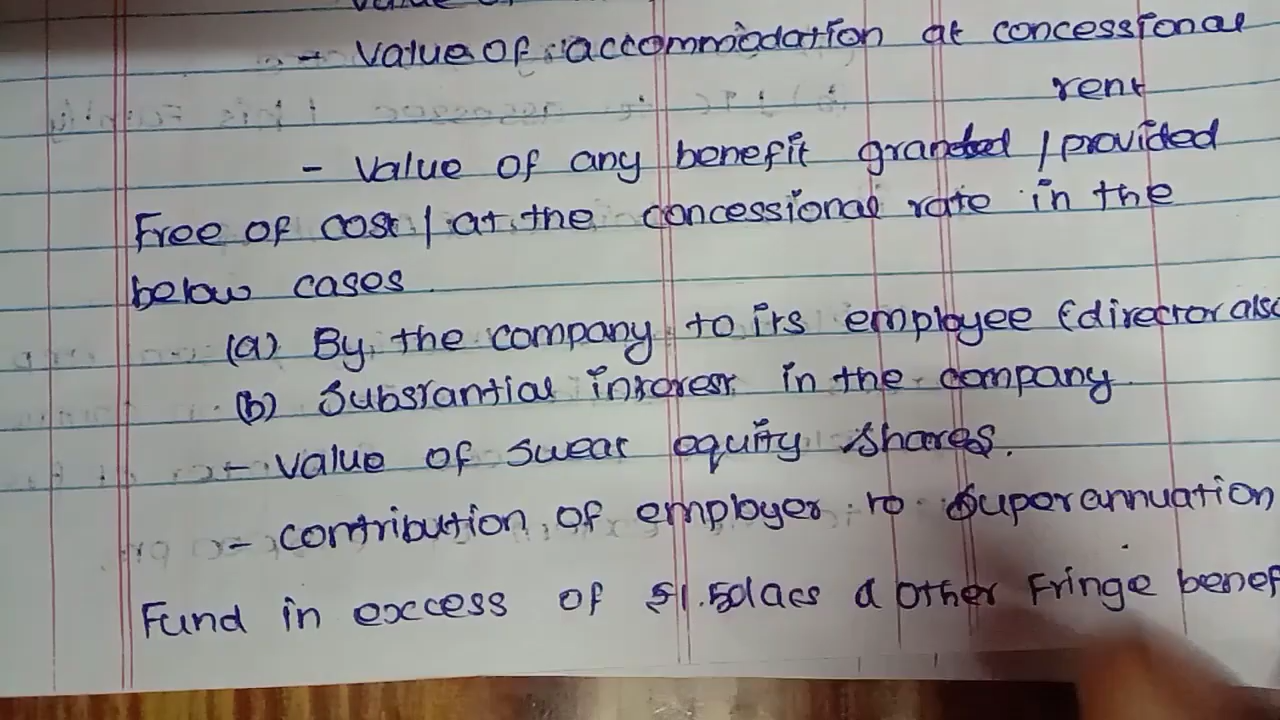 - Value of accommodation at concessional
rent
- Value of any benefit granted / provided
Free of cost / at the concessional rate in the
below cases
(a) By the company to its employee (director also
(b) Substantial interest in the company
- Value of swear equity shares.
- contribution of employer to superannuation
Fund in excess of ₹1.50lacs & other Fringe benef